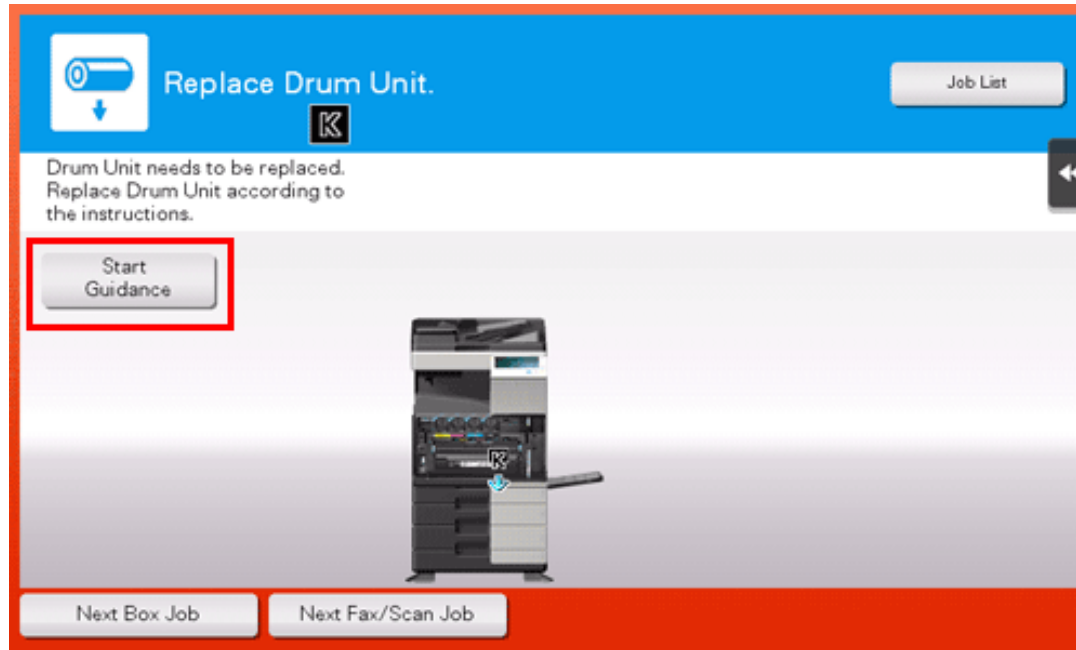 Replace Drum Unit.
K
Job List
Drum Unit needs to be replaced.
Replace Drum Unit according to
the instructions.
Start
Guidance
K
Next Box Job
Next Fax/Scan Job